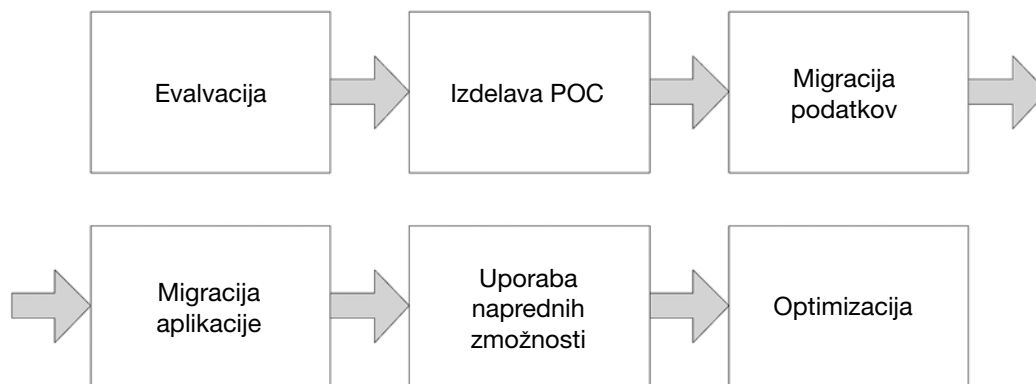 Evalvacija
Izdelava POC
Migracija
podatkov
Migracija
aplikacije
Uporaba
naprednih
zmožnosti
Optimizacija